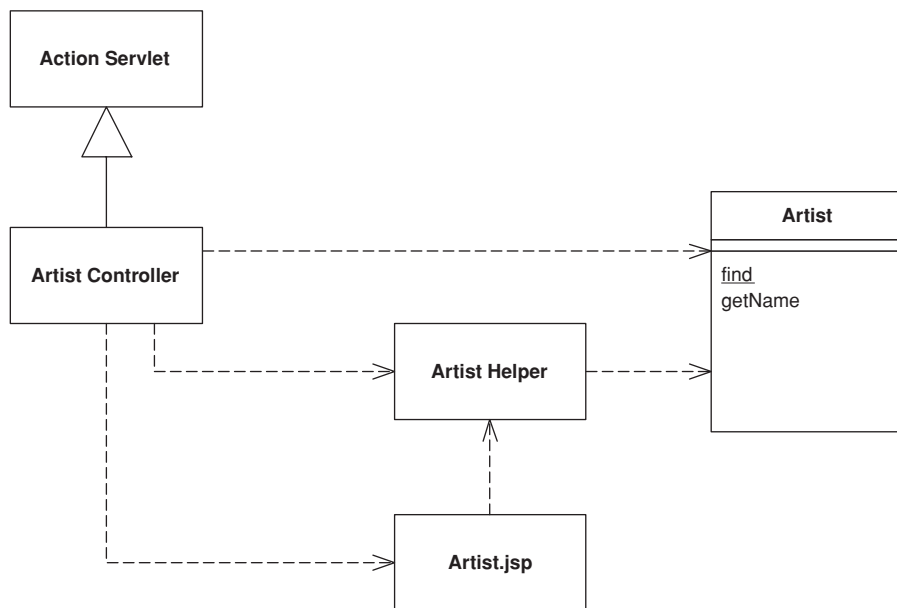 Action Servlet
Artist
Artist Controller
find
getName
Artist Helper
Artist.jsp